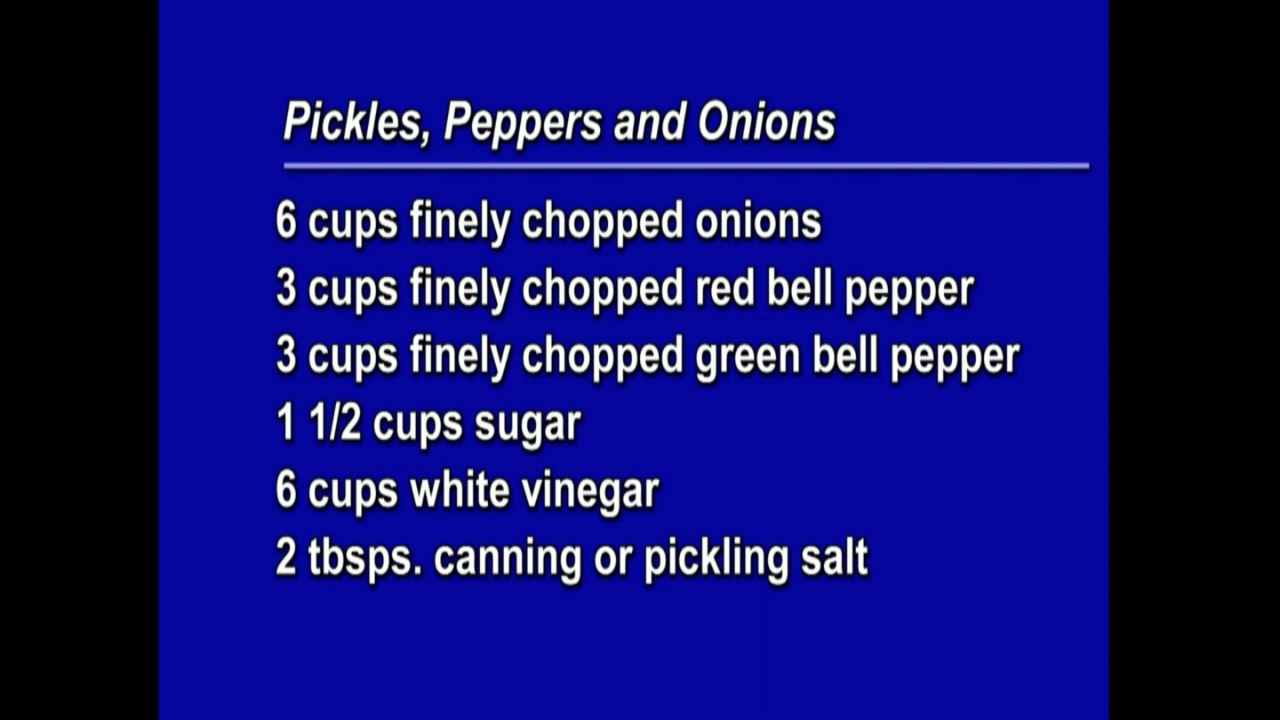 Pickles, Peppers and Onions
6 cups finely chopped onions
3 cups finely chopped red bell pepper
3 cups finely chopped green bell pepper
1 1/2 cups sugar
6 cups white vinegar
2 tbsps. canning or pickling salt